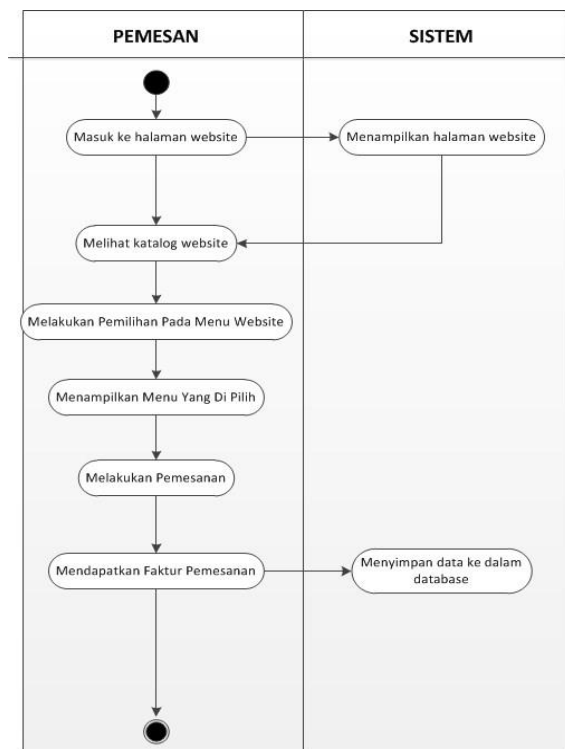 PEMESAN
SISTEM
Masuk ke halaman website
Menampilkan halaman website
Melihat katalog website
Melakukan Pemilihan Pada Menu Website
Menampilkan Menu Yang Di Pilih
Melakukan Pemesanan
Mendapatkan Faktur Pemesanan
Menyimpan data ke dalam
database